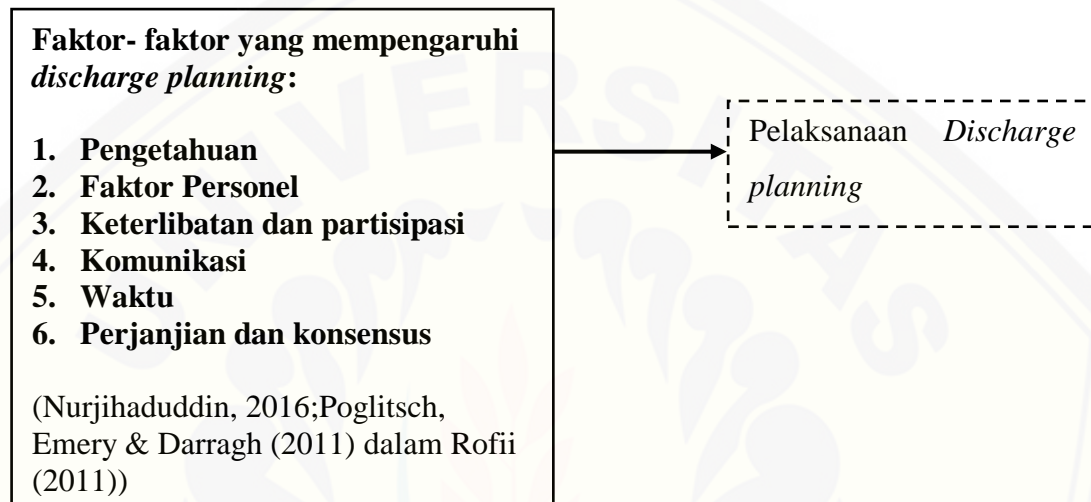 Faktor- faktor yang mempengaruhi
discharge planning:
1. Pengetahuan
2. Faktor Personel
3. Keterlibatan dan partisipasi
4. Komunikasi
5. Waktu
6. Perjanjian dan konsensus
(Nurjihaduddin, 2016;Poglitsch,
Emery & Darragh (2011) dalam Rofii
(2011))
Pelaksanaan Discharge
planning
UNIVERSITAS